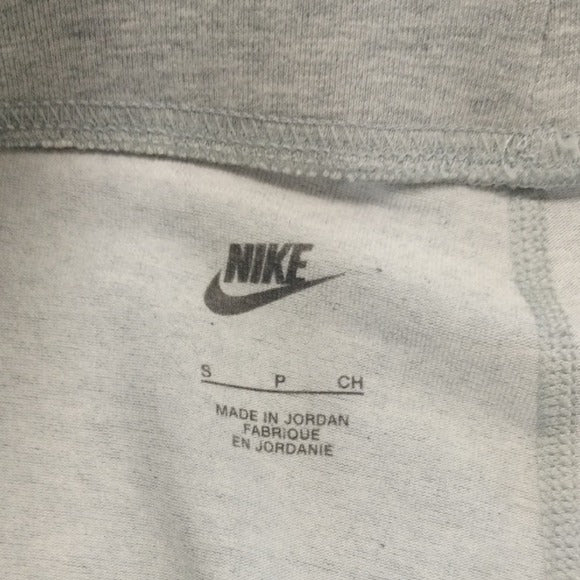 NIKE
S P CH
MADE IN JORDAN
FABRIQUE
EN JORDANIE